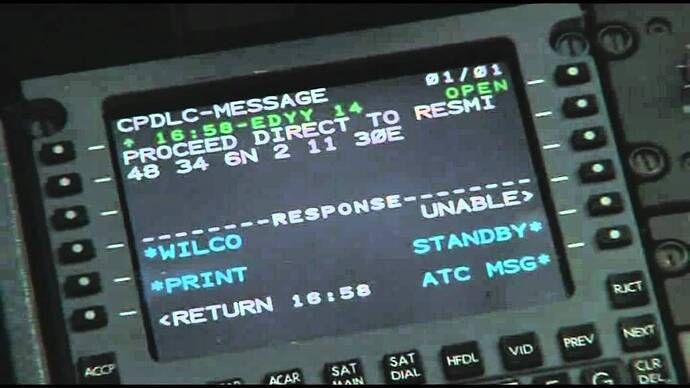 01/01
CPDLC-MESSAGE
↑ 16:58-EDYY 14 OPEN
PROCEED DIRECT TO RESMI
48 34 6N 2 11 30E
--------RESPONSE--------
UNABLE>
*WILCO
STANDBY*
*PRINT
ATC MSG*
<RETURN 16:58
RJCT
ACCP ACAR SAT MAIN SAT DIAL HFDL VID PREV NEXT
CLR DEL